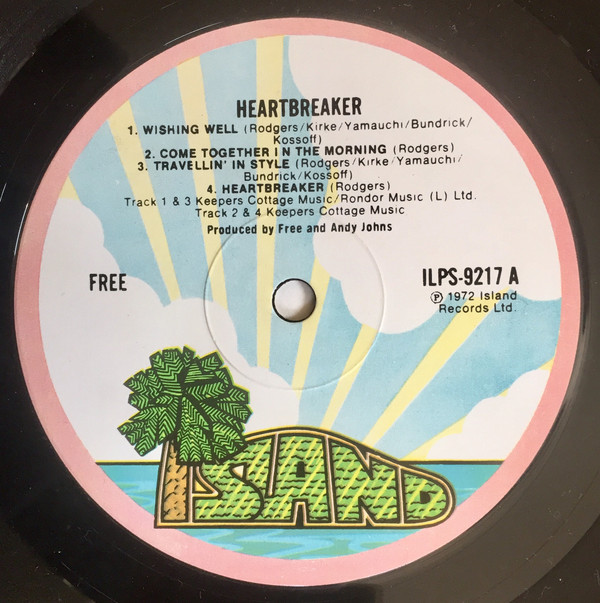 HEARTBREAKER
1. WISHING WELL (Rodgers/Kirke/Yamauchi/Bundrick/
Kossoff)
2. COME TOGETHER IN THE MORNING (Rodgers)
3. TRAVELLIN' IN STYLE (Rodgers/Kirke/Yamauchi/
Bundrick/Kossoff)
4. HEARTBREAKER (Rodgers)
Track 1 & 3 Keepers Cottage Music/Rondor Music (L) Ltd.
Track 2 & 4 Keepers Cottage Music
Produced by Free and Andy Johns
FREE
ILPS-9217 A
℗ 1972 Island
Records Ltd.
ISLAND